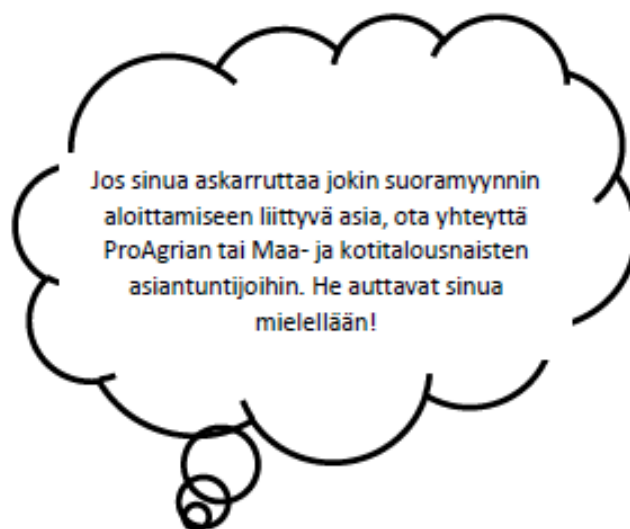 Jos sinua askarruttaa jokin suoramyynnin
aloittamiseen liittyvä asia, ota yhteyttä
ProAgrian tai Maa- ja kotitalousnaisten
asiantuntijoihin. He auttavat sinua
mielellään!